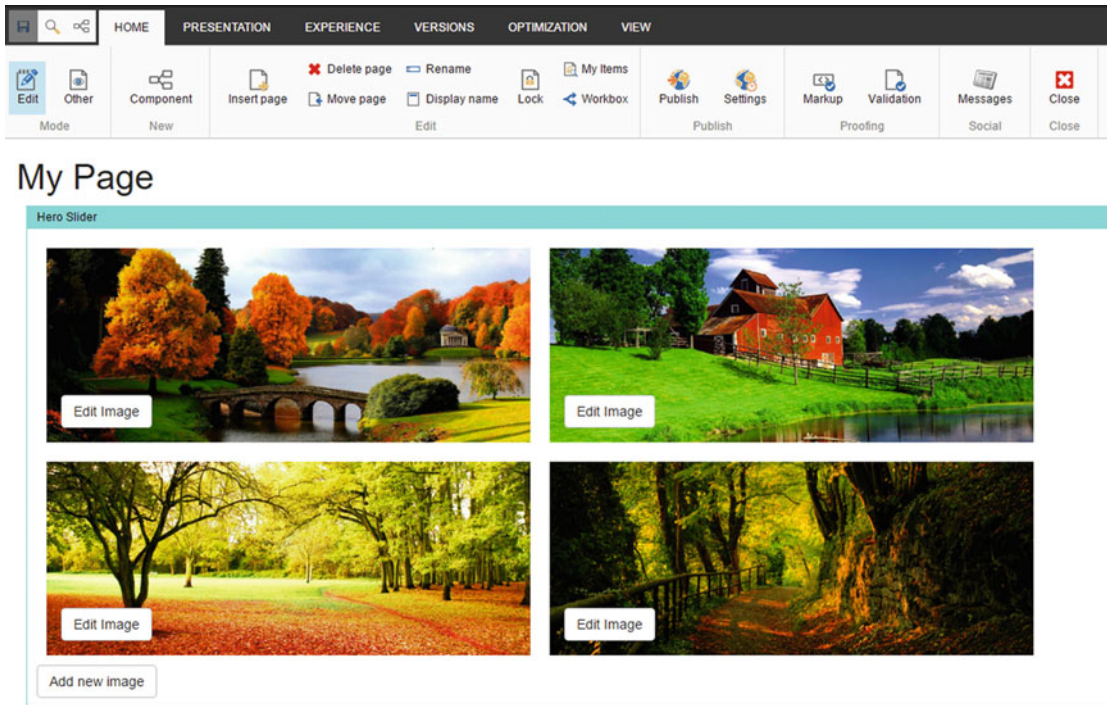 HOME PRESENTATION EXPERIENCE VERSIONS OPTIMIZATION VIEW
Delete page Rename My Items
Edit Other Component Insert page Move page Display name Lock Workbox Publish Settings Markup Validation Messages Close
Mode New Edit Publish Proofing Social Close
My Page
Hero Slider
Edit Image Edit Image
Edit Image Edit Image
Add new image